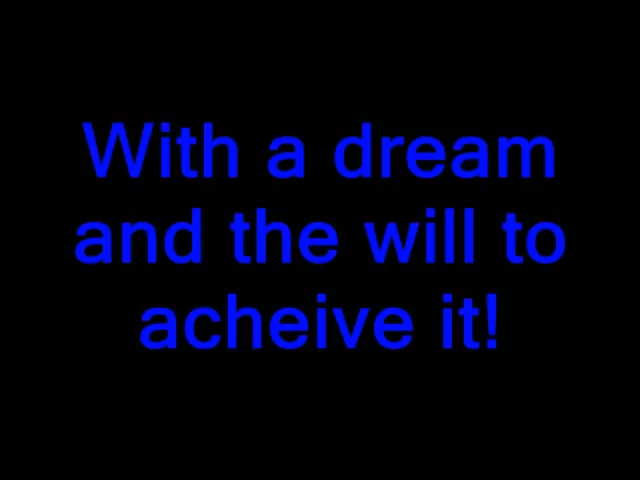 With a dream
and the will to
acheive it!